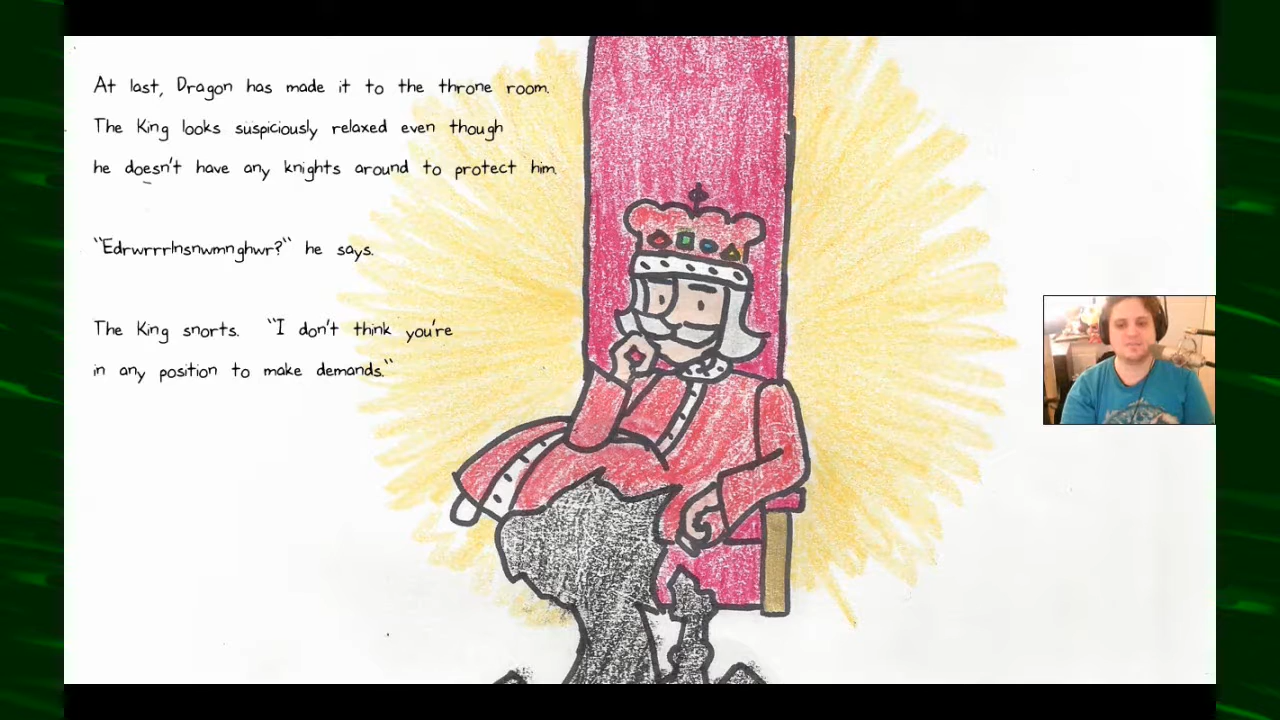 At last, Dragon has made it to the throne room.
The King looks suspiciously relaxed even though
he doesn't have any knights around to protect him.
"Edrwrrrlnsnwmnghwr?" he says.
The King snorts. "I don't think you're
in any position to make demands."